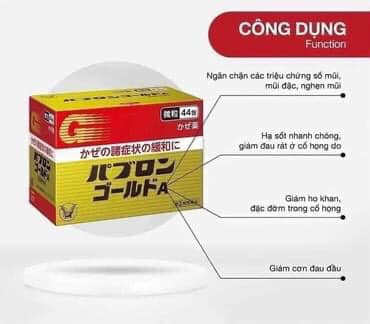 CÔNG DỤNG
Function
Ngăn chặn các triệu chứng sổ mũi,
mũi đặc, nghẹn mũi
Hạ sốt nhanh chóng,
giảm đau rát ở cổ họng do
Giảm ho khan,
đặc đờm trong cổ họng
Giảm cơn đau đầu
微粒 44包
かぜ薬
かぜの諸症状の緩和に
パブロン
ゴールドA